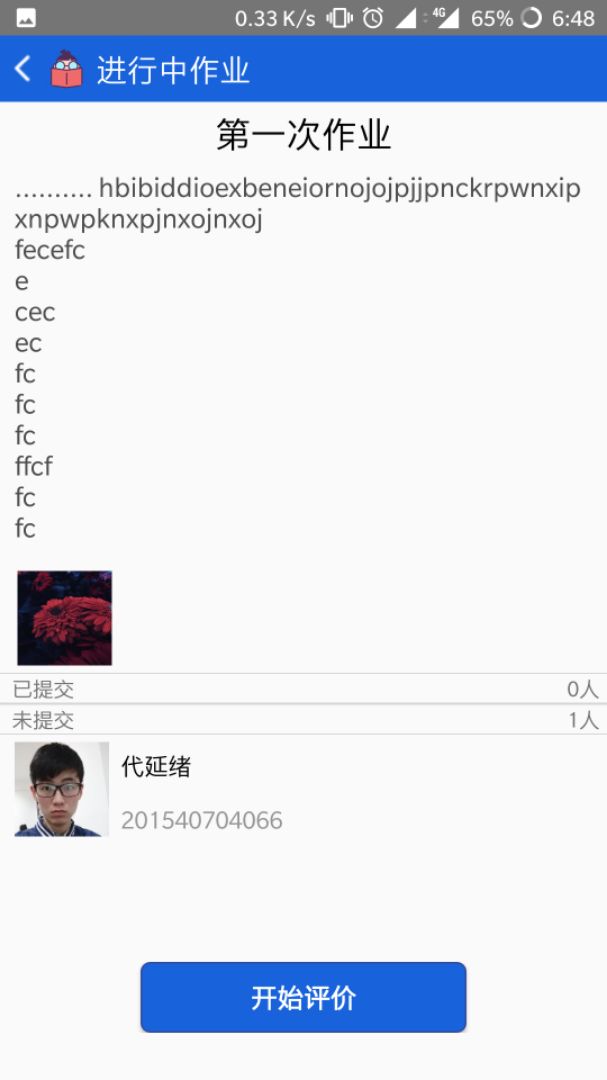 0.33 K/s 4G 65% 6:48
进行中作业
第一次作业
.......... hbibiddioexbeneiornojojpjjpnckrpwnxip
xnpwpknxpjnxojnxoj
fecefc
e
cec
ec
fc
fc
fc
ffcf
fc
fc
已提交 0人
未提交 1人
代延绪
201540704066
开始评价